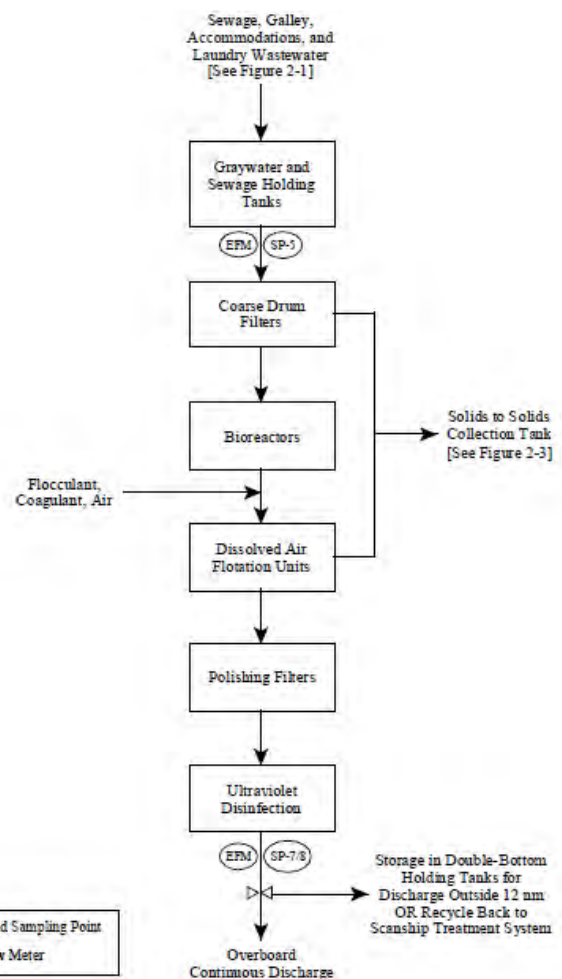 Sewage, Galley,
Accommodations, and
Laundry Wastewater
[See Figure 2-1]
Graywater and
Sewage Holding
Tanks
EFM SP-5
Coarse Drum
Filters
Bioreactors
Solids to Solids
Collection Tank
[See Figure 2-3]
Flocculant,
Coagulant, Air
Dissolved Air
Flotation Units
Polishing Filters
Ultraviolet
Disinfection
EFM SP-7/8
Storage in Double-Bottom
Holding Tanks for
Discharge Outside 12 nm
OR Recycle Back to
Scanship Treatment System
Sampling Point
Meter
Overboard
Continuous Discharge